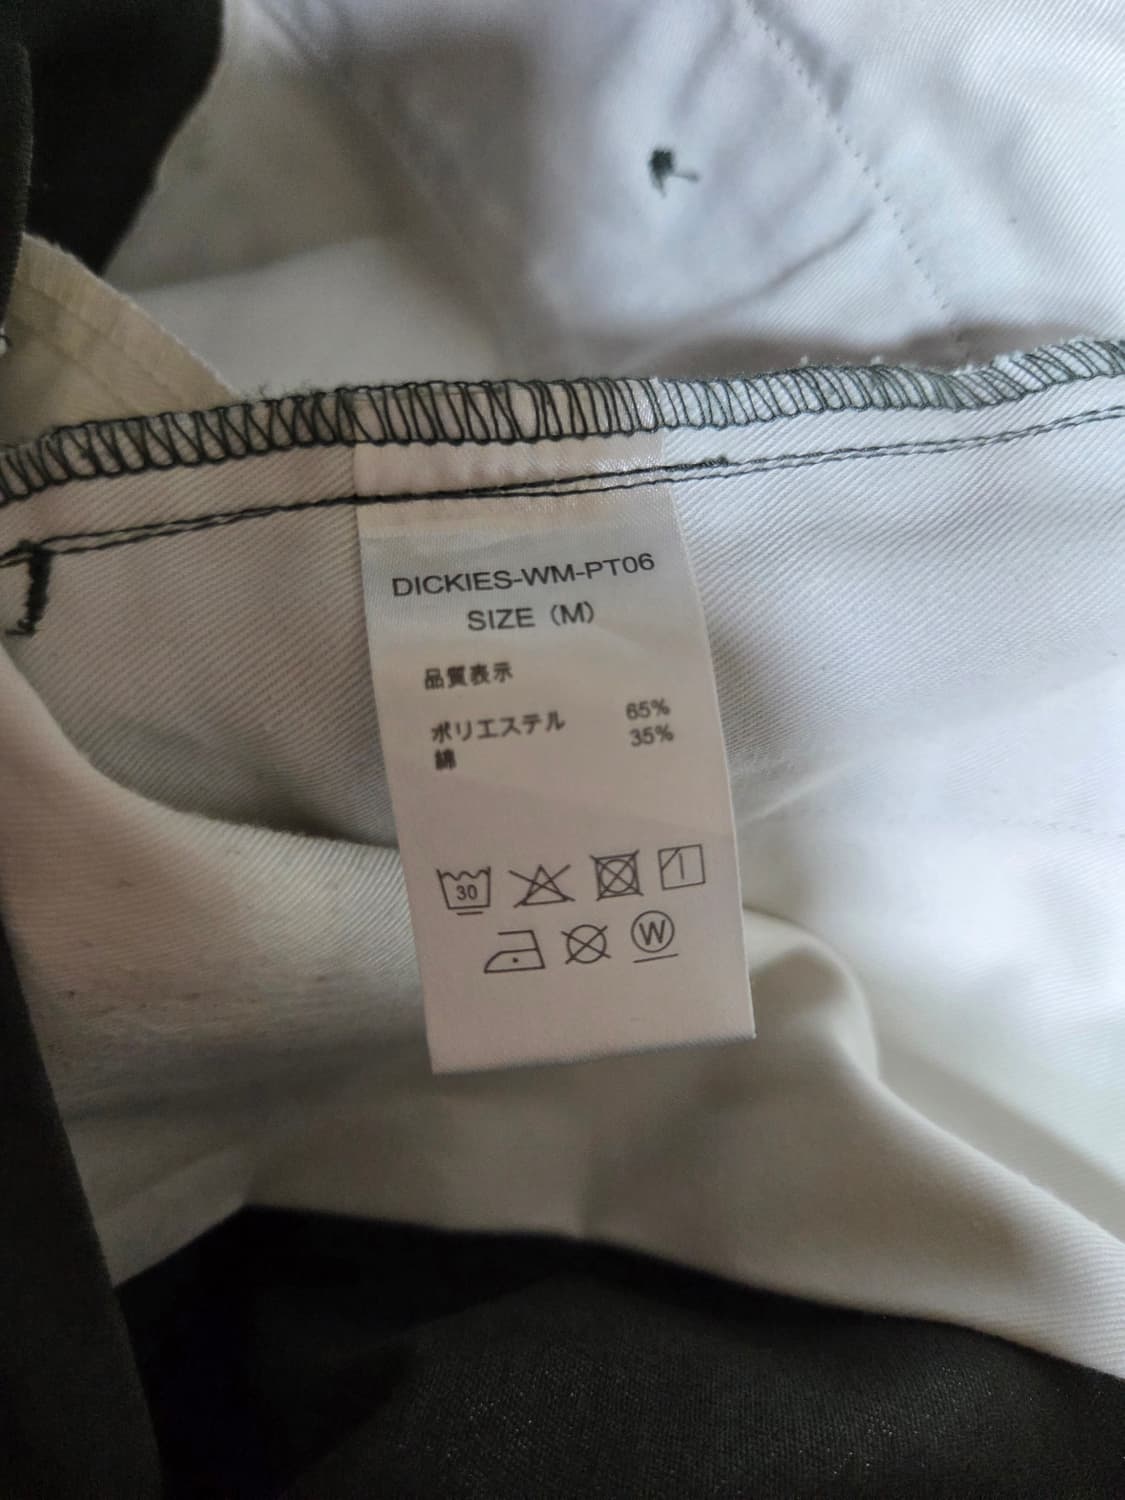 DICKIES-WM-PT06
SIZE（M）
品質表示
ポリエステル 65%
綿 35%
30
W